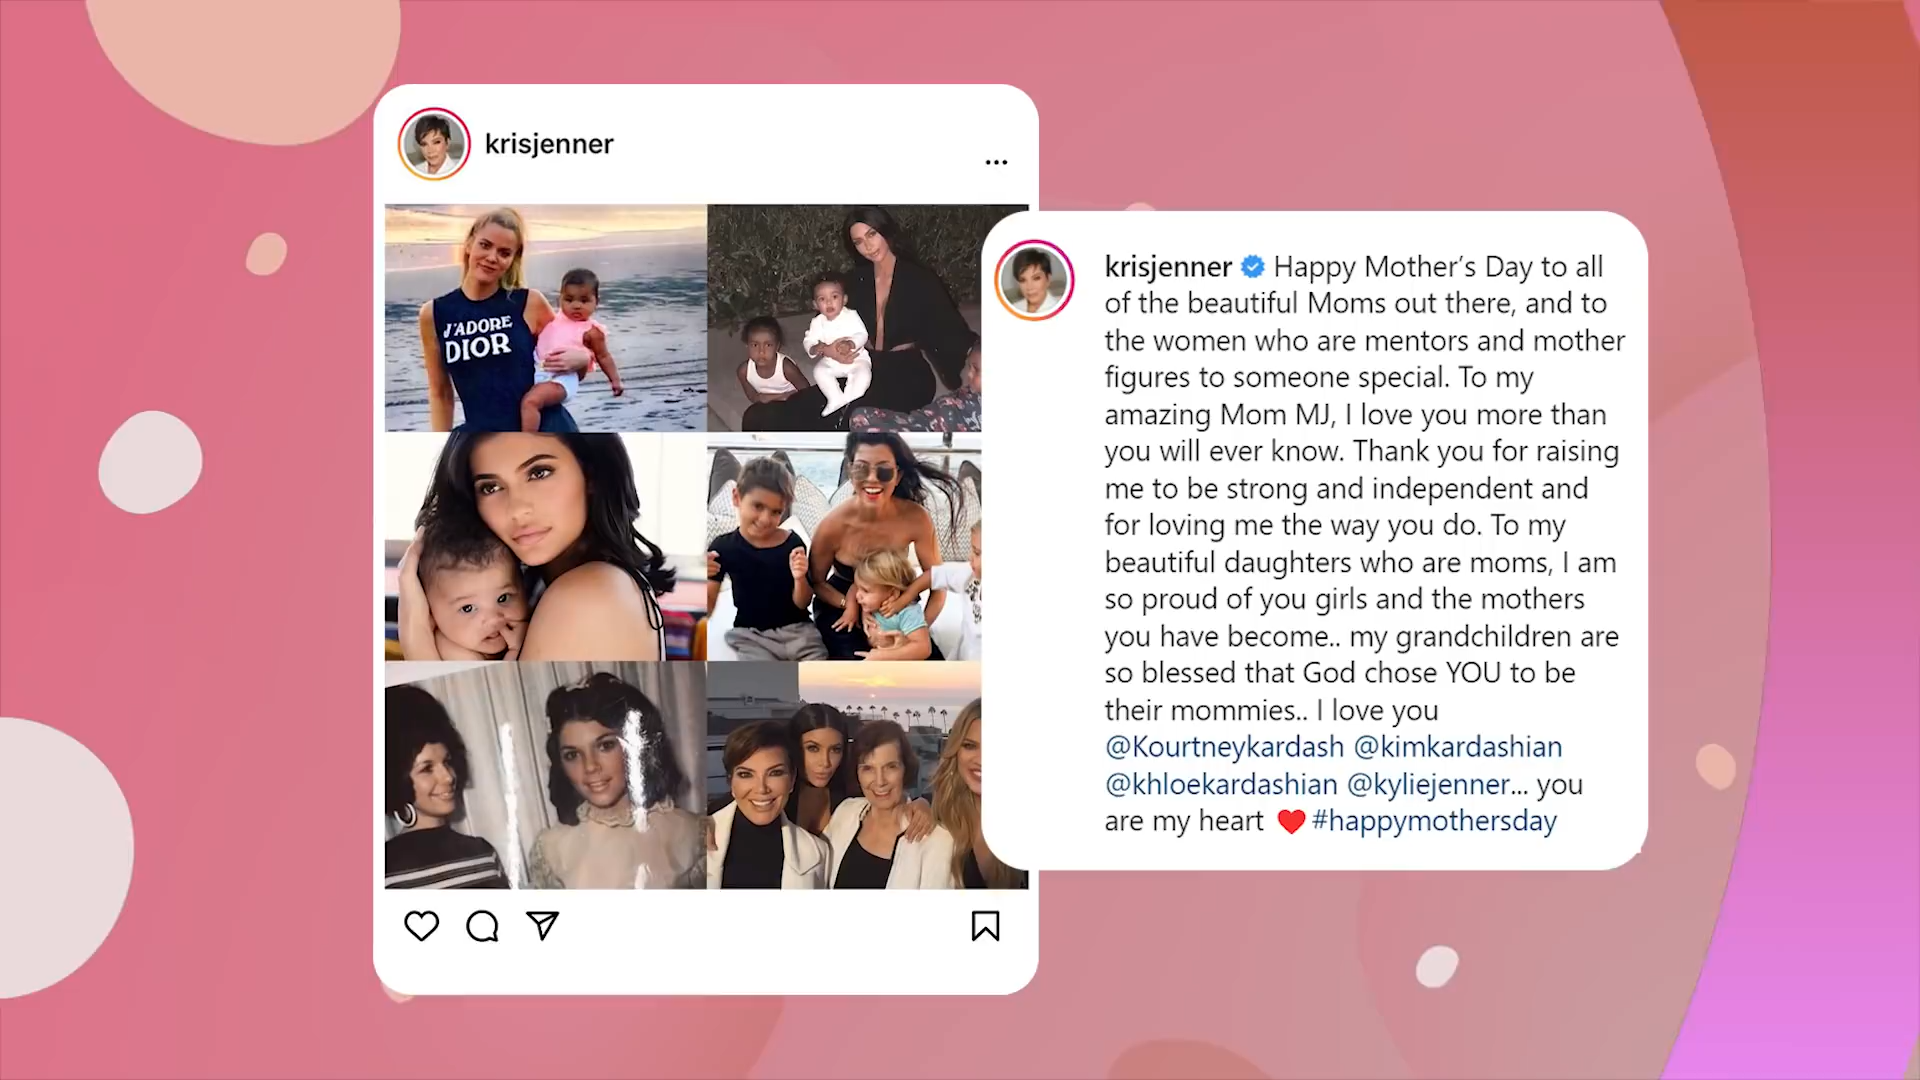 krisjenner
...
J'ADORE
DIOR
krisjenner Happy Mother's Day to all
of the beautiful Moms out there, and to
the women who are mentors and mother
figures to someone special. To my
amazing Mom MJ, I love you more than
you will ever know. Thank you for raising
me to be strong and independent and
for loving me the way you do. To my
beautiful daughters who are moms, I am
so proud of you girls and the mothers
you have become.. my grandchildren are
so blessed that God chose YOU to be
their mommies.. I love you
@Kourtneykardash @kimkardashian
@khloekardashian @kyliejenner... you
are my heart ❤️ #happymothersday